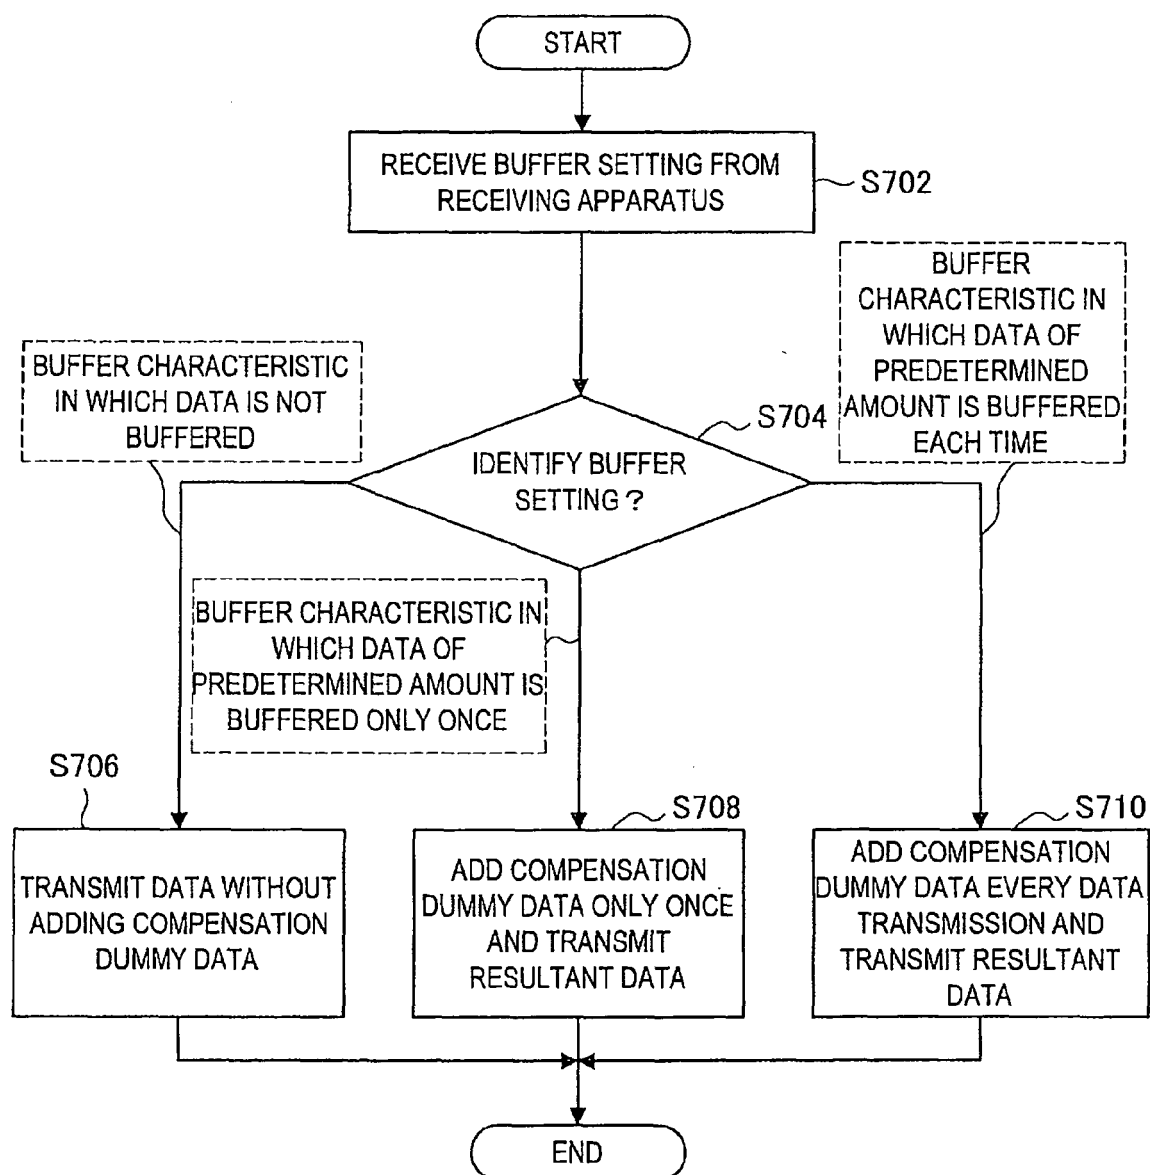 START
RECEIVE BUFFER SETTING FROM
RECEIVING APPARATUS
S702
BUFFER
CHARACTERISTIC IN
WHICH DATA OF
PREDETERMINED
AMOUNT IS BUFFERED
EACH TIME
BUFFER CHARACTERISTIC
IN WHICH DATA IS NOT
BUFFERED
S704
IDENTIFY BUFFER
SETTING ?
BUFFER CHARACTERISTIC IN
WHICH DATA OF
PREDETERMINED AMOUNT IS
BUFFERED ONLY ONCE
S706
TRANSMIT DATA WITHOUT
ADDING COMPENSATION
DUMMY DATA
S708
ADD COMPENSATION
DUMMY DATA ONLY ONCE
AND TRANSMIT
RESULTANT DATA
S710
ADD COMPENSATION
DUMMY DATA EVERY DATA
TRANSMISSION AND
TRANSMIT RESULTANT
DATA
END